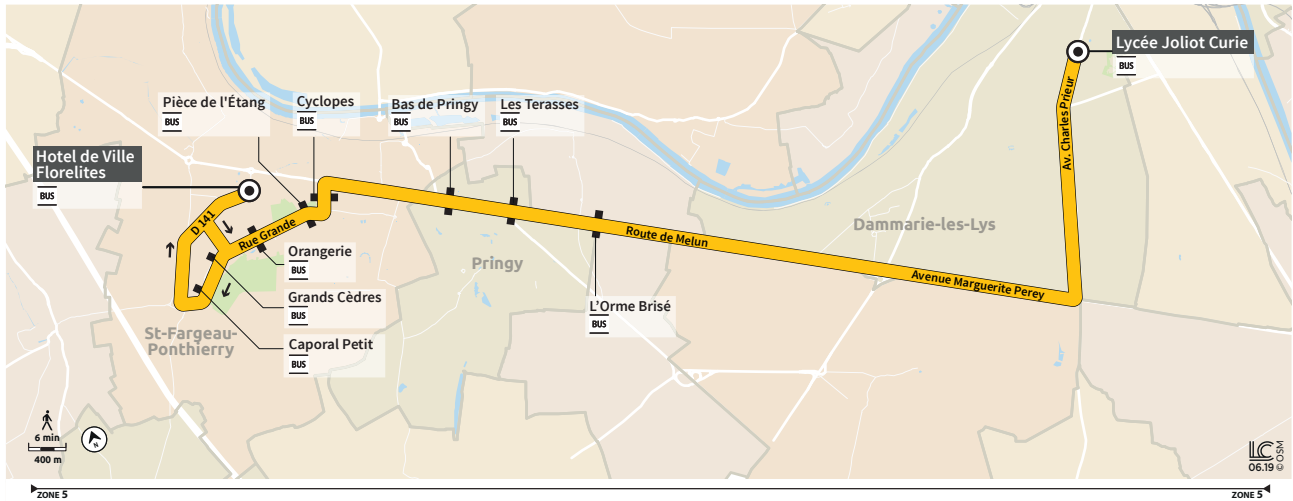 Lycée Joliot Curie
BUS
Pièce de l'Étang
BUS
Cyclopes
BUS
Bas de Pringy
BUS
Les Terasses
BUS
Hotel de Ville
Florelites
BUS
Av. Charles Prieur
D 141
Rue Grande
Route de Melun
Avenue Marguerite Perey
Dammarie-les-Lys
Pringy
Orangerie
BUS
Grands Cèdres
BUS
L'Orme Brisé
BUS
St-Fargeau-
Ponthierry
Caporal Petit
BUS
6 min
400 m
N
LC
06.19 © OSM
ZONE 5
ZONE 5